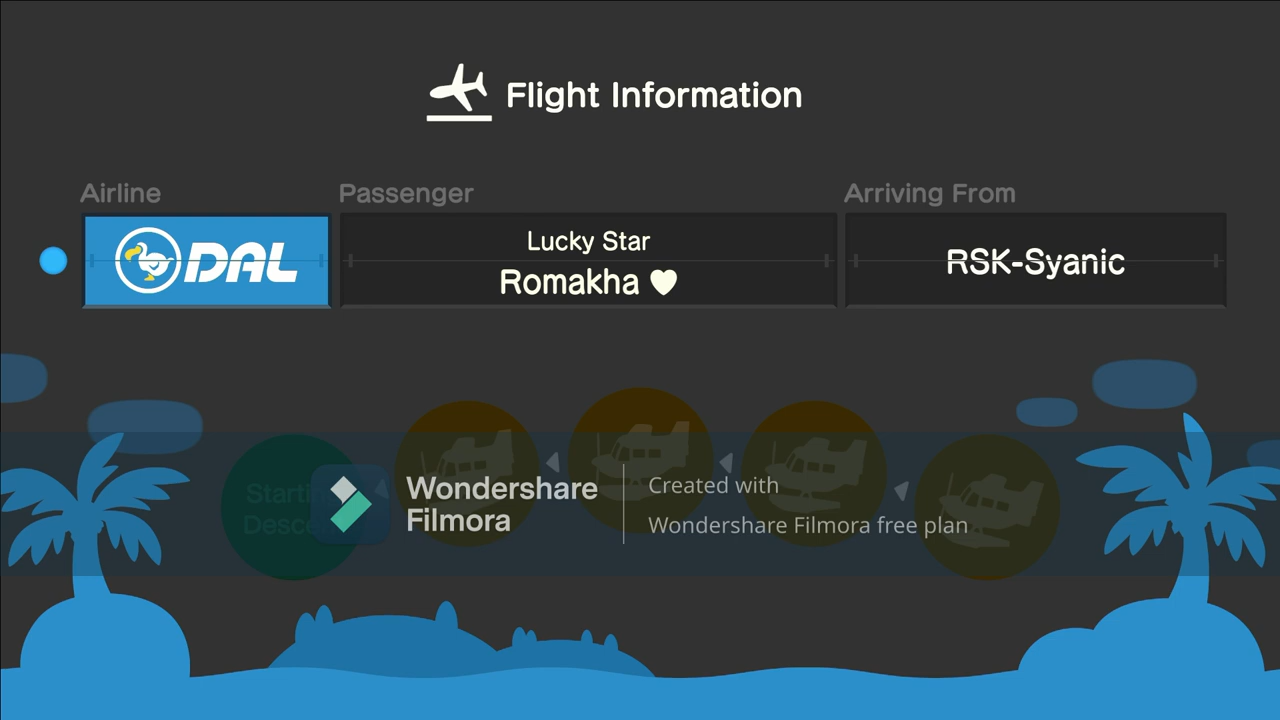 Flight Information
Airline
Passenger
Arriving From
DAL
Lucky Star
Romakha ♥
RSK-Syanic
Wondershare
Filmora
Created with
Wondershare Filmora free plan